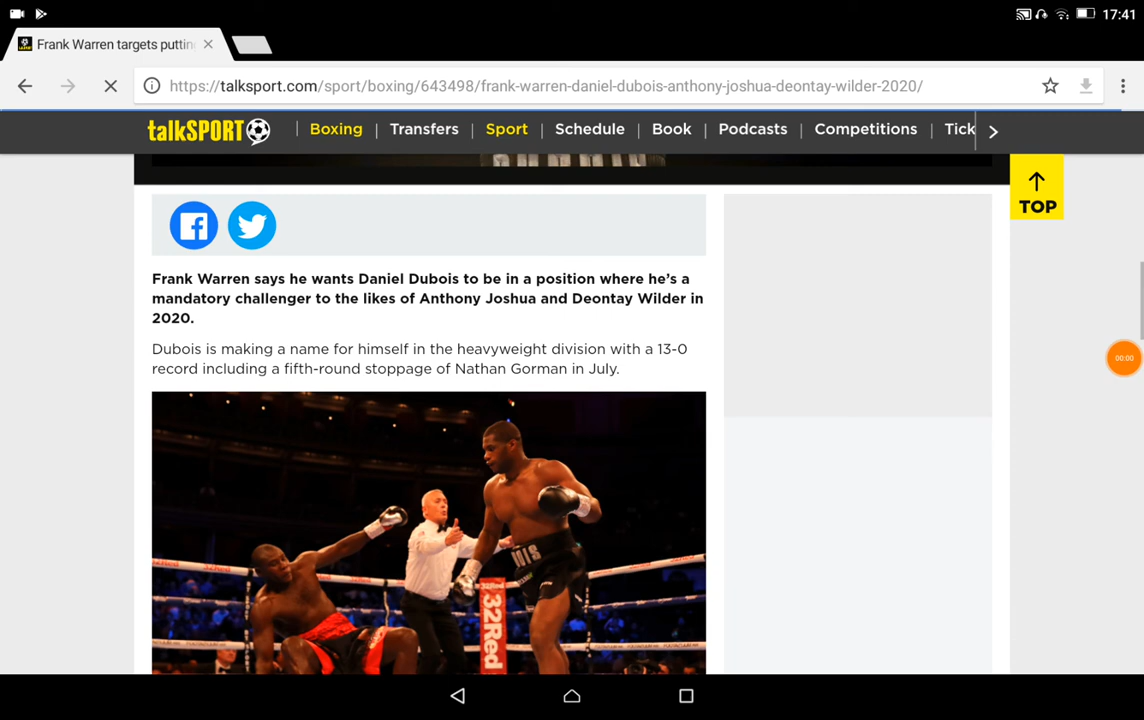 17:41
Frank Warren targets puttin
https://talksport.com/sport/boxing/643498/frank-warren-daniel-dubois-anthony-joshua-deontay-wilder-2020/
talkSPORT | Boxing | Transfers | Sport | Schedule | Book | Podcasts | Competitions | Tick
TOP
Frank Warren says he wants Daniel Dubois to be in a position where he’s a
mandatory challenger to the likes of Anthony Joshua and Deontay Wilder in
2020.
Dubois is making a name for himself in the heavyweight division with a 13-0
record including a fifth-round stoppage of Nathan Gorman in July.
00:00
OIS
32Red